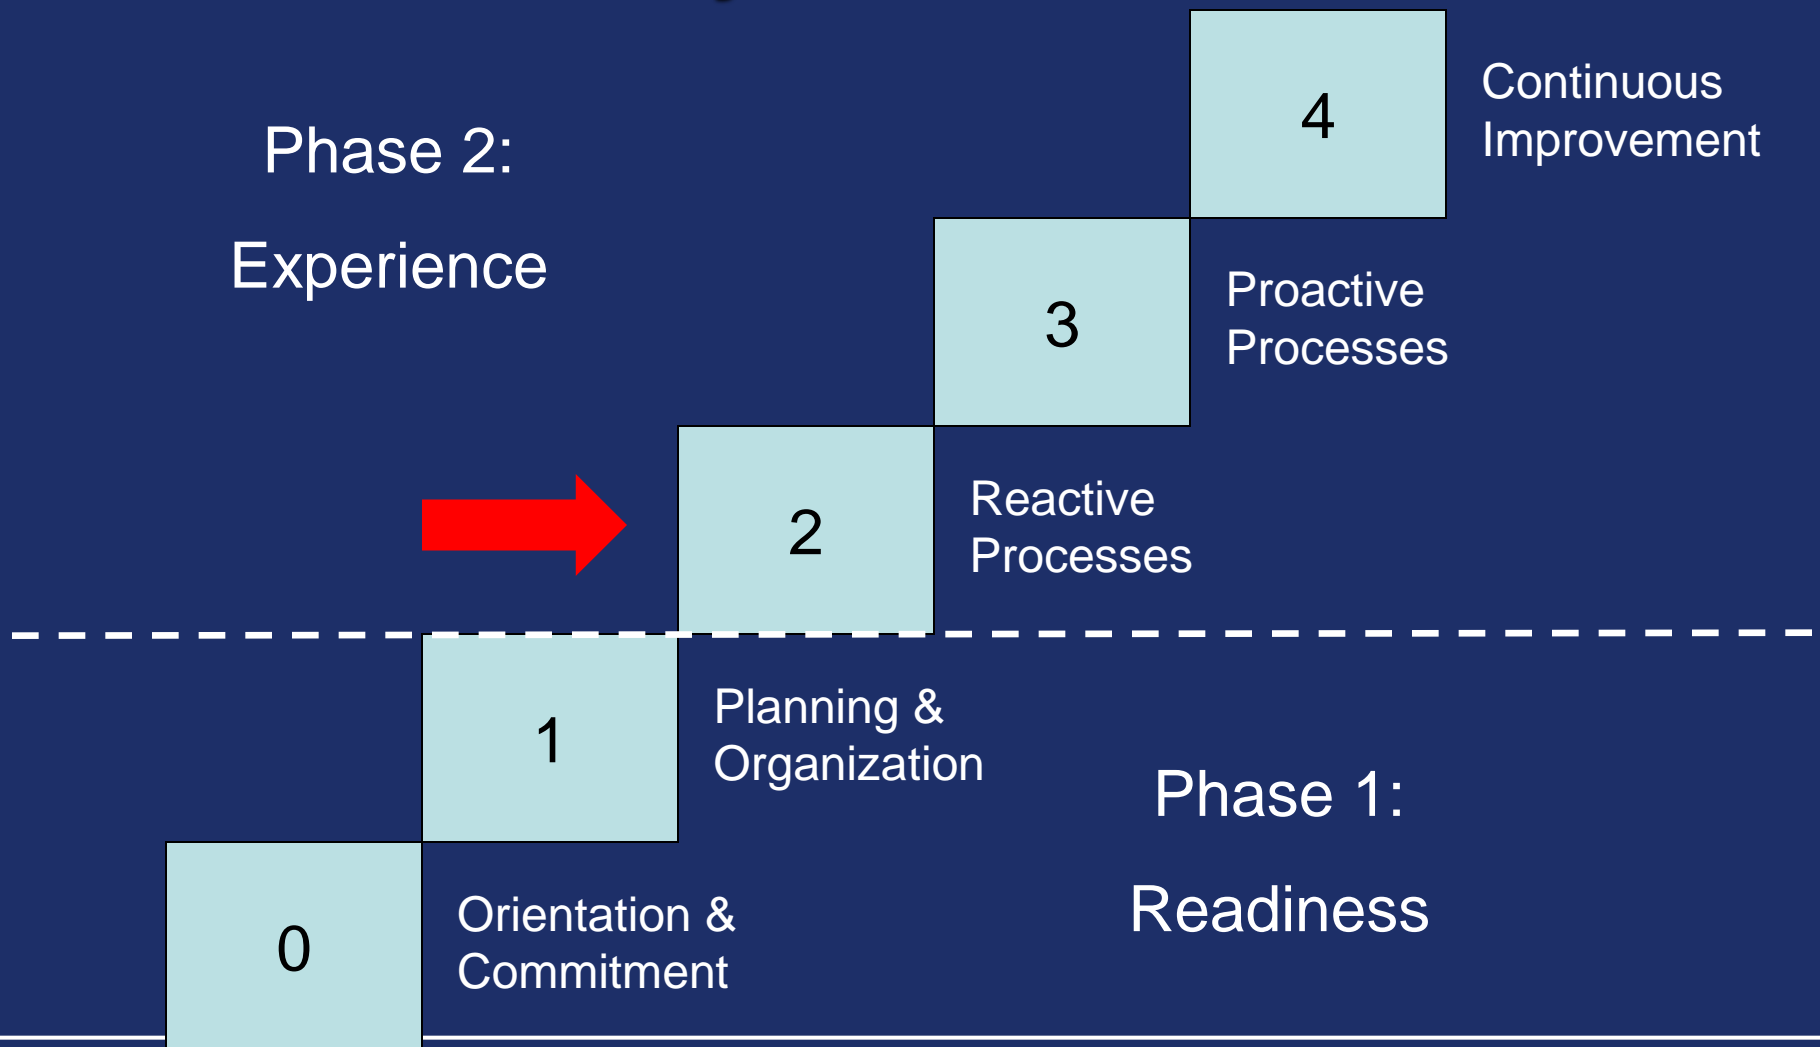 4
Continuous
Improvement
Phase 2:
Experience
3
Proactive
Processes
2
Reactive
Processes
1
Planning &
Organization
Phase 1:
Readiness
0
Orientation &
Commitment